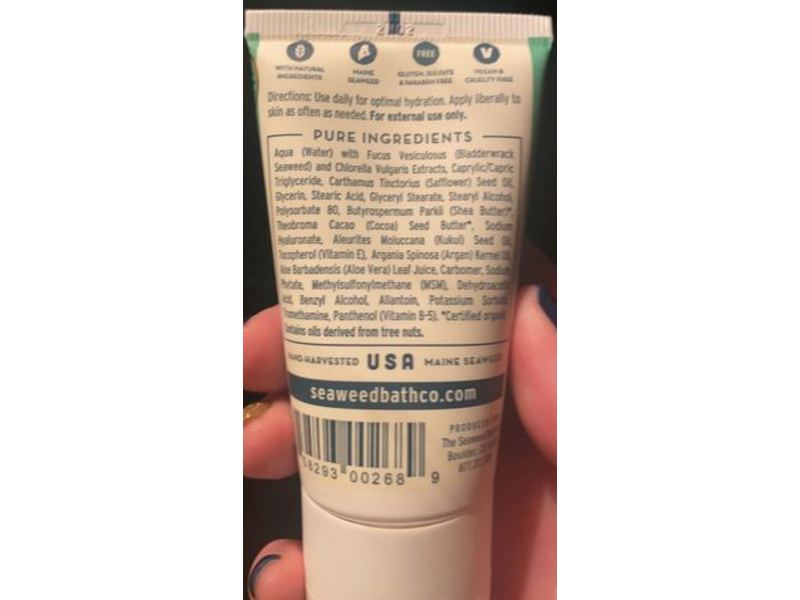 WITH NATURAL
INGREDIENTS
MAINE
SEAWEED
FREE
GLUTEN, SULFATE
& PARABEN FREE
VEGAN &
CRUELTY FREE
Directions: Use daily for optimal hydration. Apply liberally to
skin as often as needed. For external use only.
PURE INGREDIENTS
Aqua (Water) with Fucus Vesiculosus (Bladderwrack
Seaweed) and Chlorella Vulgaris Extracts, Caprylic/Capric
Triglyceride, Carthamus Tinctorius (Safflower) Seed Oil,
Glycerin, Stearic Acid, Glyceryl Stearate, Stearyl Alcohol,
Polysorbate 80, Butyrospermum Parkii (Shea Butter)*,
Theobroma Cacao (Cocoa) Seed Butter*, Sodium
Hyaluronate, Aleurites Moluccana (Kukui) Seed Oil,
Tocopherol (Vitamin E), Argania Spinosa (Argan) Kernel Oil,
Aloe Barbadensis (Aloe Vera) Leaf Juice, Carbomer, Sodium
Phytate, Methylsulfonylmethane (MSM), Dehydroacetic
Acid, Benzyl Alcohol, Allantoin, Potassium Sorbate,
Tromethamine, Panthenol (Vitamin B-5). *Certified organic
Contains oils derived from tree nuts.
HAND-HARVESTED USA MAINE SEAWEED
seaweedbathco.com
PRODUCED
The Seaweed
Boulder,
877
58293 00268 9